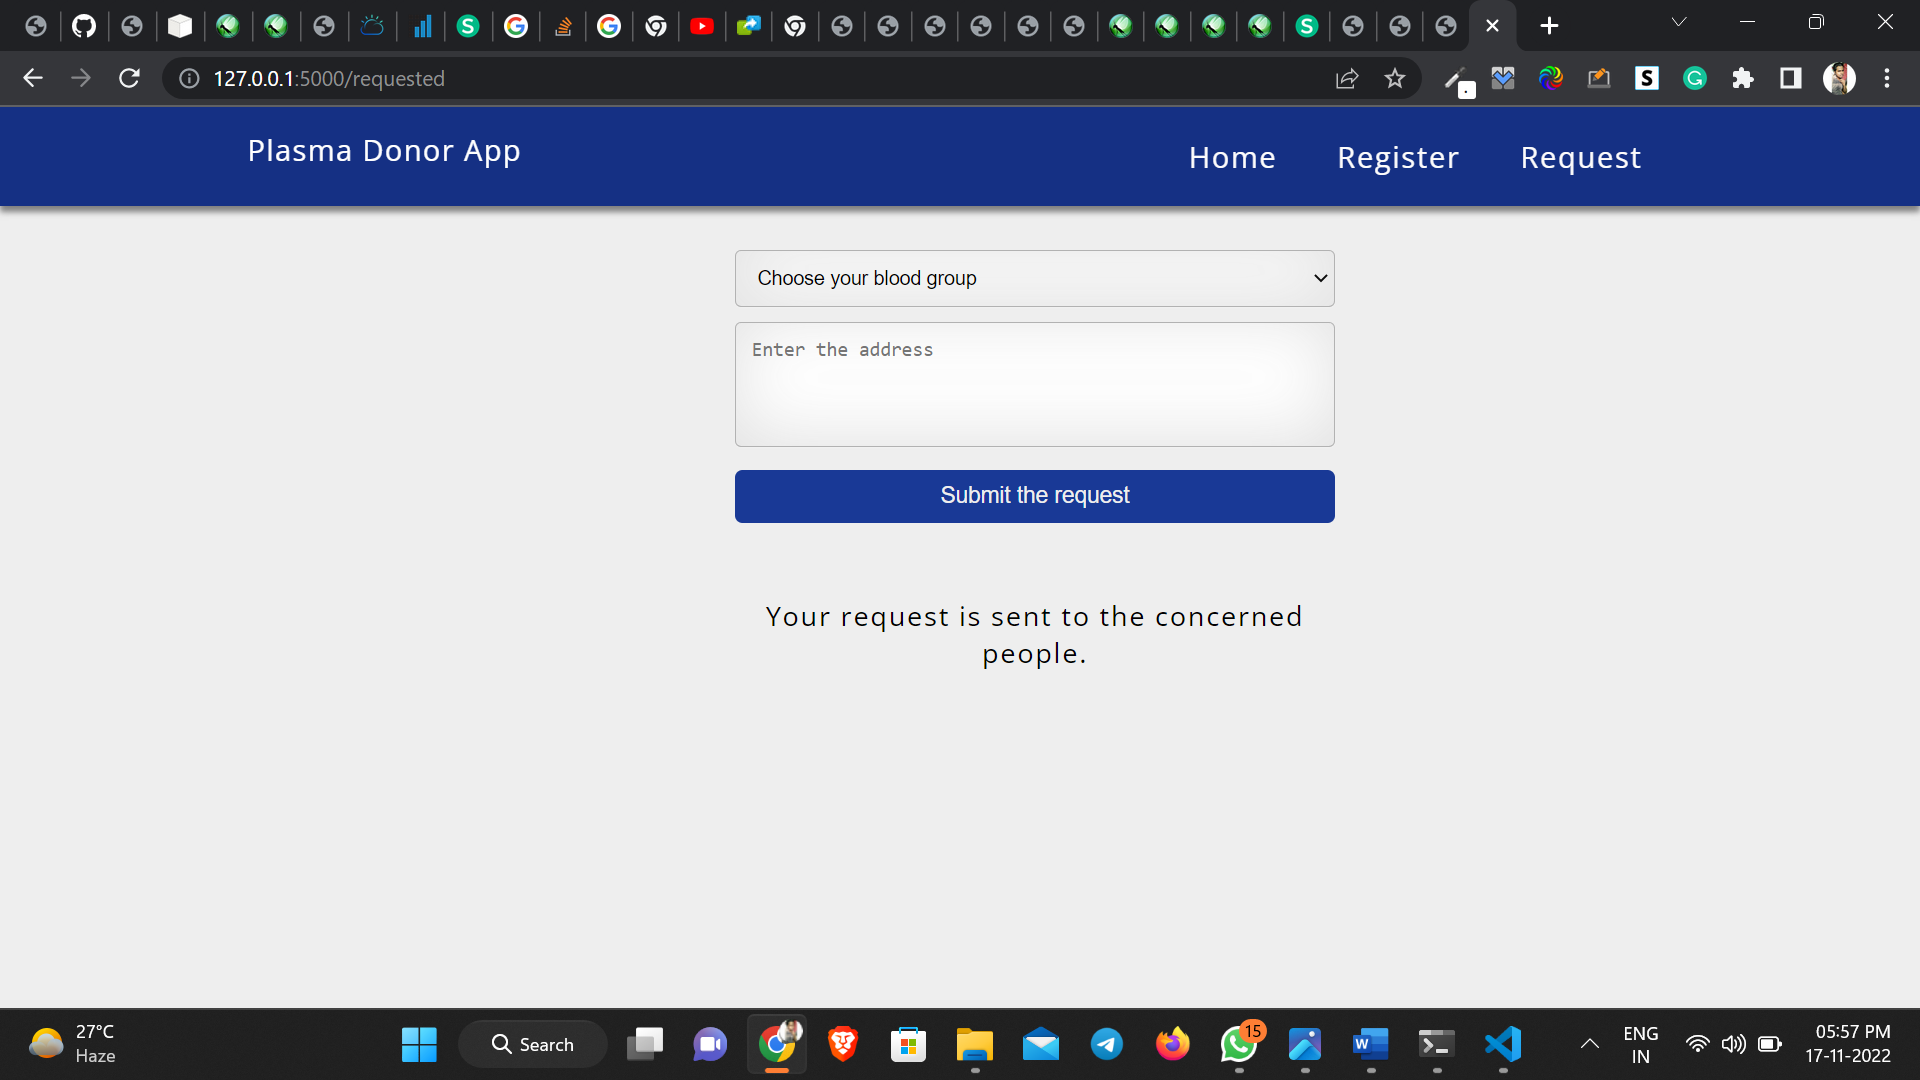 127.0.0.1:5000/requested
Plasma Donor App
Home
Register
Request
Choose your blood group
Enter the address
Submit the request
Your request is sent to the concerned
people.
27°C
Haze
Search
15
ENG
IN
05:57 PM
17-11-2022